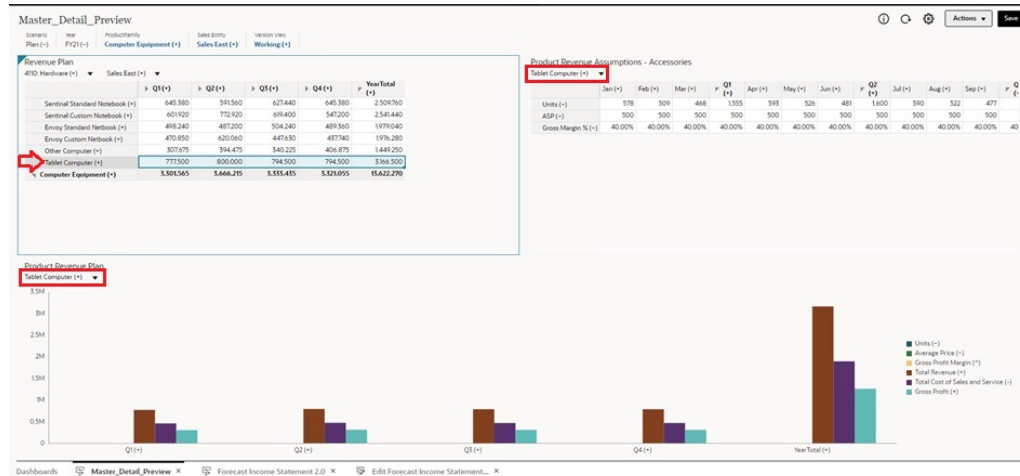 Master_Detail_Preview
Actions Save
Scenario Year ProductFamily Sales Entity Version View
Plan (~) FY21 (~) Computer Equipment (+) Sales East (+) Working (+)
Revenue Plan
4110: Hardware (+) Sales East (+)
Q1 (+) Q2 (+) Q3 (+) Q4 (+) YearTotal (+)
Sentinal Standard Notebook (+) 645.380 591.560 627.440 645.380 2.509.760
Sentinal Custom Notebook (+) 601.920 772.920 619.400 547.200 2.541.440
Envoy Standard Netbook (+) 498.240 487.200 504.240 489.360 1.979.040
Envoy Custom Netbook (+) 470.850 620.060 447.630 437.740 1.976.280
Other Computer (+) 307.675 394.475 340.225 406.875 1.449.250
Tablet Computer (+) 777.500 800.000 794.500 794.500 3.166.500
Computer Equipment (+) 3.301.565 3.666.215 3.333.435 3.321.055 13.622.270
Product Revenue Assumptions - Accessories
Tablet Computer (+)
Jan (+) Feb (+) Mar (+) Q1 (+) Apr (+) May (+) Jun (+) Q2 (+) Jul (+) Aug (+) Sep (+)
Units (~) 578 509 468 1.555 593 526 481 1.600 590 522 477
ASP (~) 500 500 500 500 500 500 500 500 500 500 500
Gross Margin % (~) 40.00% 40.00% 40.00% 40.00% 40.00% 40.00% 40.00% 40.00% 40.00% 40.00% 40.00% 40
Product Revenue Plan
Tablet Computer (+)
3.5M
3M
2.5M
2M
1.5M
1M
0.5M
0
Q1 (+) Q2 (+) Q3 (+) Q4 (+) YearTotal (+)
Units (~)
Average Price (~)
Gross Profit Margin (^)
Total Revenue (+)
Total Cost of Sales and Service (-)
Gross Profit (+)
Dashboards Master_Detail_Preview × Forecast Income Statement 2.0 × Edit Forecast Income Statement... ×